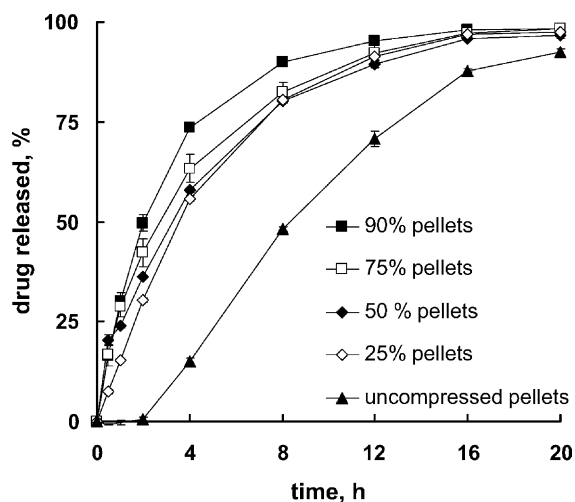 100
75
50
25
0
drug released, %
90% pellets
75% pellets
50 % pellets
25% pellets
uncompressed pellets
0 4 8 12 16 20
time, h